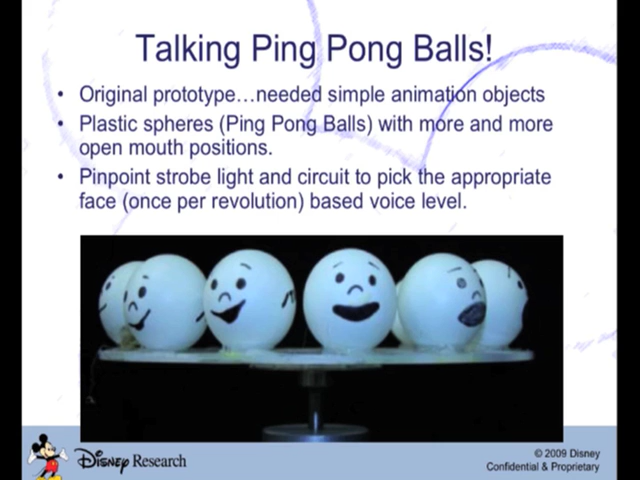 Talking Ping Pong Balls!
• Original prototype…needed simple animation objects
• Plastic spheres (Ping Pong Balls) with more and more
open mouth positions.
• Pinpoint strobe light and circuit to pick the appropriate
face (once per revolution) based voice level.
Disney Research
© 2009 Disney
Confidential & Proprietary